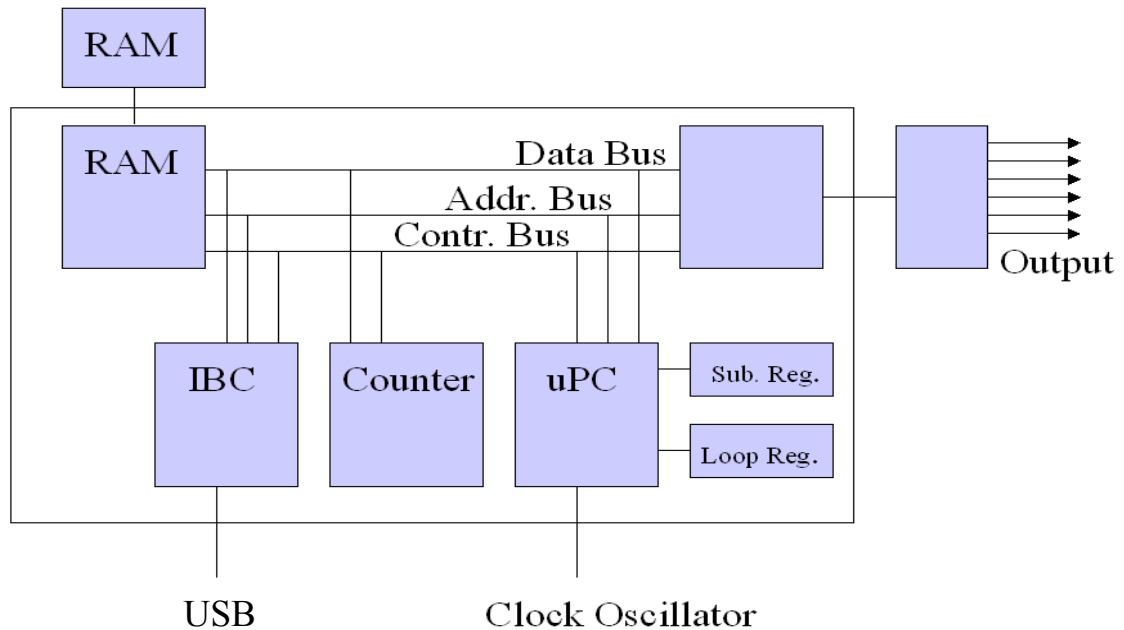 RAM
RAM
Data Bus
Addr. Bus
Contr. Bus
Output
IBC
Counter
uPC
Sub. Reg.
Loop Reg.
USB
Clock Oscillator